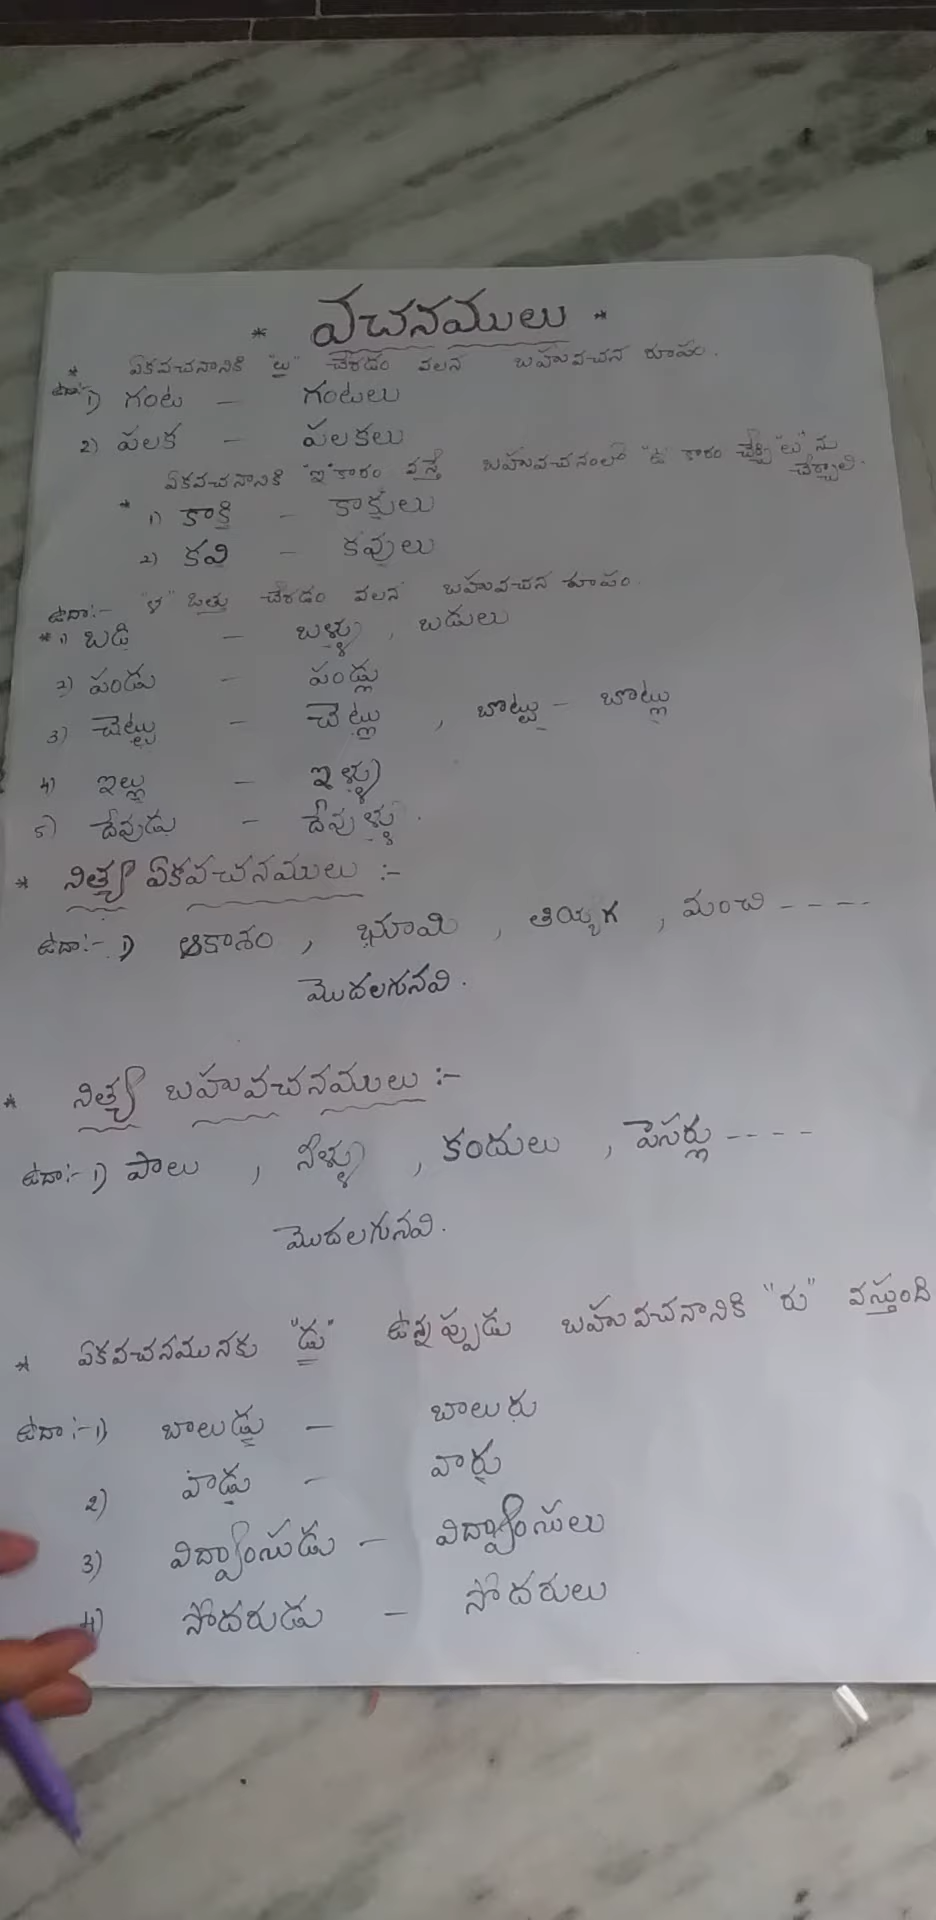 * వచనములు *
* ఏకవచనానికి "లు" చేరడం వలన బహువచన రూపం.
ఉదా:- 1) గంట - గంటలు
2) పలక - పలకలు
ఏకవచనానికి "ఇ"కారం వస్తే బహువచనంలో "ఉ" కారం చేర్చి "లు" ను చేర్చాలి.
* 1) కాకి - కాకులు
2) కవి - కవులు
ఉదా:- "ళ" ఒత్తు చేరడం వలన బహువచన రూపం.
* 1) బడి - బళ్ళు, బడులు
2) పండు - పండ్లు
3) చెట్టు - చెట్లు , బొట్టు - బొట్లు
4) ఇల్లు - ఇళ్ళు
5) దేవుడు - దేవుళ్ళు.
* నిత్య ఏకవచనములు :-
ఉదా:- 1) ఆకాశం , భూమి , తియ్యగ , మంచి ----
మొదలగునవి.
* నిత్య బహువచనములు :-
ఉదా:- 1) పాలు , నీళ్ళు , కందులు , పెసర్లు ----
మొదలగునవి.
* ఏకవచనమునకు "డు" ఉన్నప్పుడు బహువచనానికి "రు" వస్తుంది
ఉదా:- 1) బాలుడు - బాలురు
2) వాడు - వారు
3) విద్వాంసుడు - విద్వాంసులు
4) సోదరుడు - సోదరులు